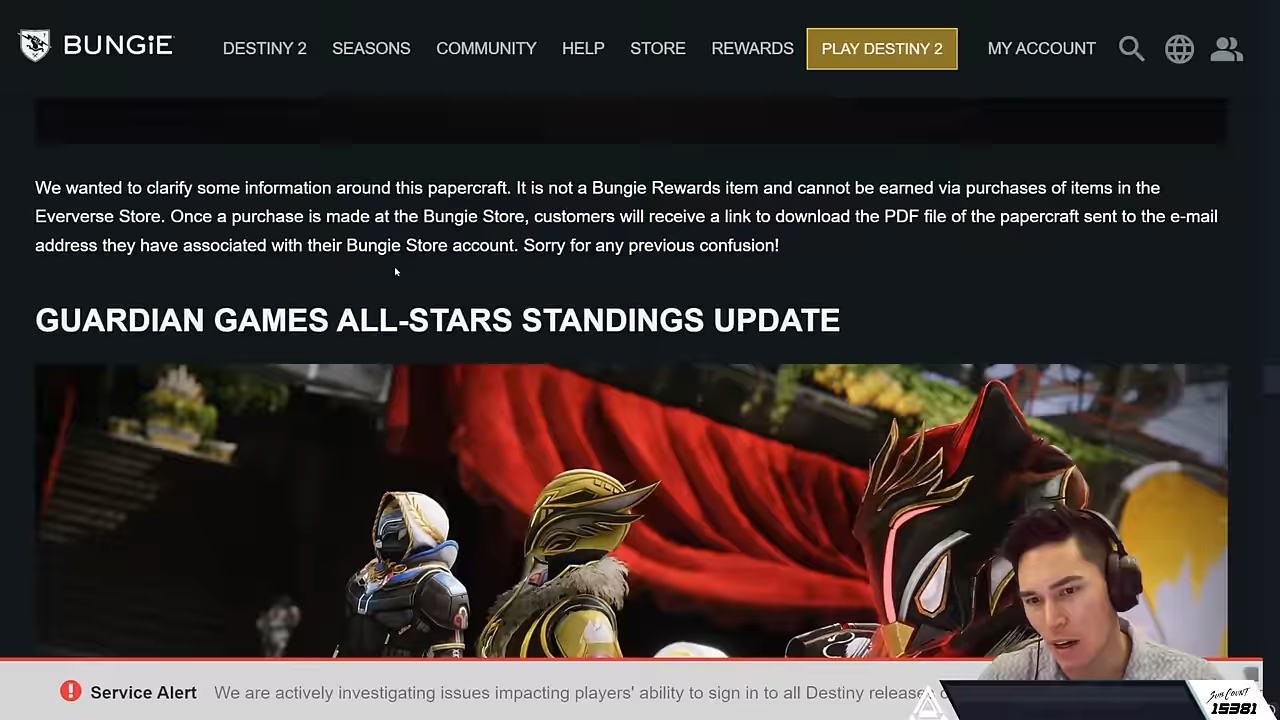 BUNGiE
DESTINY 2 SEASONS COMMUNITY HELP STORE REWARDS PLAY DESTINY 2 MY ACCOUNT
We wanted to clarify some information around this papercraft. It is not a Bungie Rewards item and cannot be earned via purchases of items in the
Eververse Store. Once a purchase is made at the Bungie Store, customers will receive a link to download the PDF file of the papercraft sent to the e-mail
address they have associated with their Bungie Store account. Sorry for any previous confusion!
GUARDIAN GAMES ALL-STARS STANDINGS UPDATE
Service Alert We are actively investigating issues impacting players' ability to sign in to all Destiny release
SUB COUNT
15381